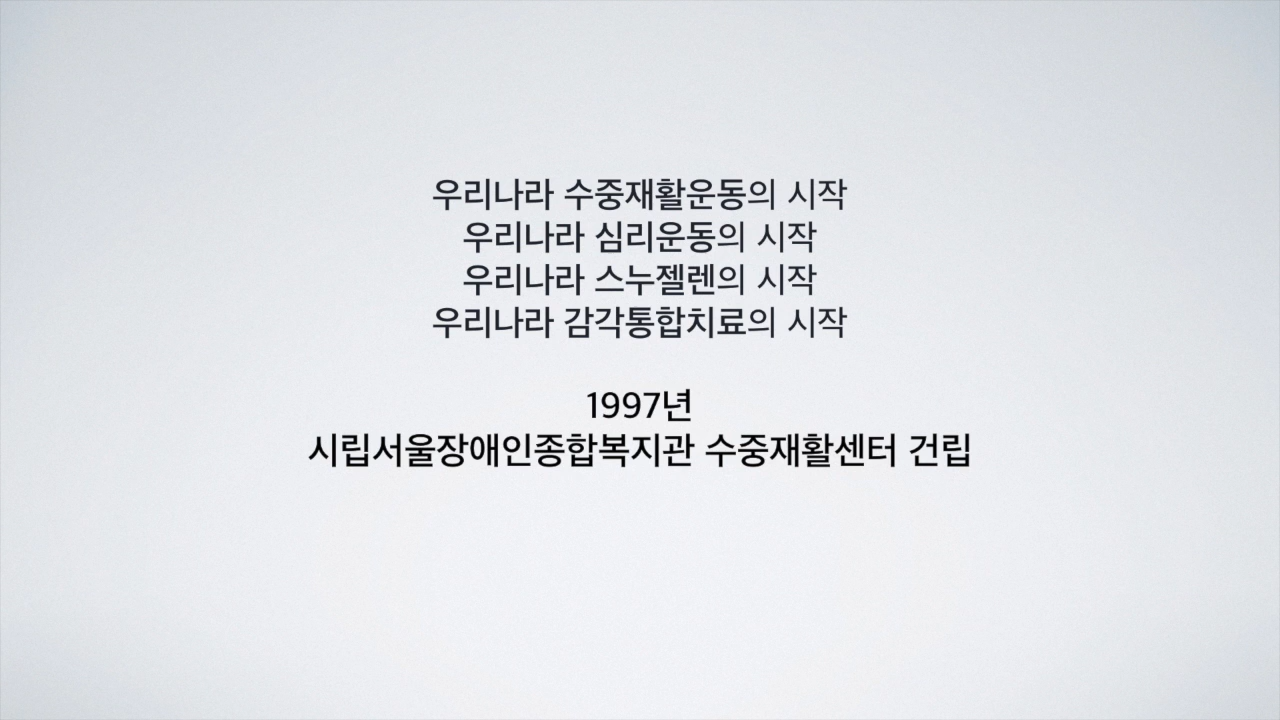 우리나라 수중재활운동의 시작
우리나라 심리운동의 시작
우리나라 스누젤렌의 시작
우리나라 감각통합치료의 시작
1997년
시립서울장애인종합복지관 수중재활센터 건립